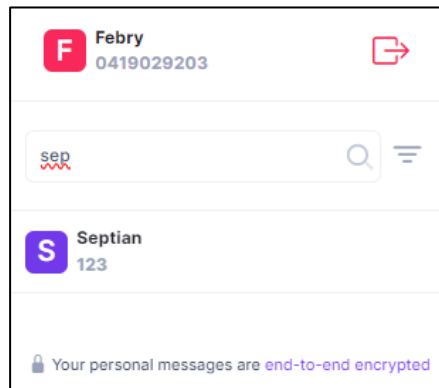 F
Febry
0419029203
sep
S
Septian
123
Your personal messages are end-to-end encrypted